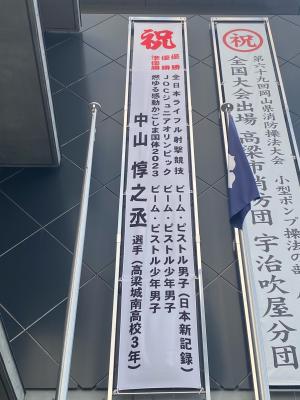 祝
優勝 全日本ライフル射撃競技 ビーム・ピストル男子（日本新記録）
優勝 JOCジュニアオリンピック ビーム・ピストル少年男子
準優勝 燃ゆる感動かごしま国体2023 ビーム・ピストル少年男子
中山 惇之丞 選手（高梁城南高校3年）
祝
第六十九回岡山県消防操法大会 小型ポンプ操法の部
全国大会出場 高梁市消防団 宇治吹屋分団